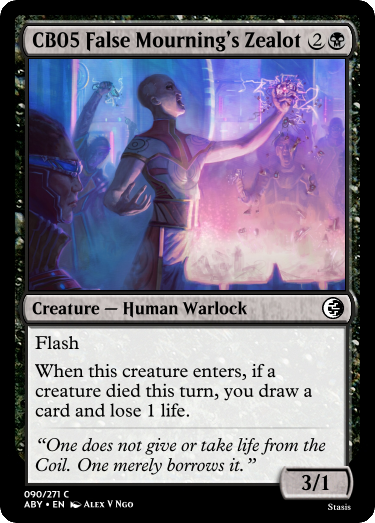 CB05 False Mourning's Zealot 2
Creature — Human Warlock
Flash
When this creature enters, if a
creature died this turn, you draw a
card and lose 1 life.
“One does not give or take life from the
Coil. One merely borrows it.”
3/1
090/271 C
ABY • EN Alex V Ngo
Stasis